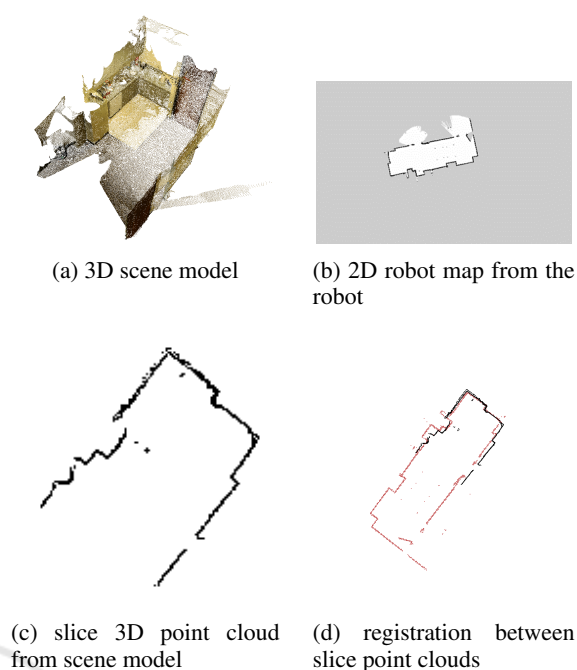 (a) 3D scene model
(b) 2D robot map from the
robot
(c) slice 3D point cloud
from scene model
(d) registration between
slice point clouds